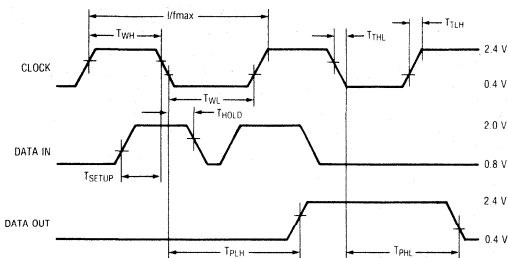 l/fmax
TWH
TTHL
TTLH
2.4 V
CLOCK
0.4 V
TWL
THOLD
2.0 V
DATA IN
0.8 V
TSETUP
2.4 V
DATA OUT
0.4 V
TPLH
TPHL